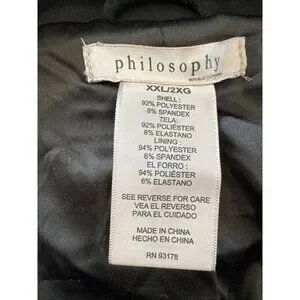 philosophy
REPUBLIC CLOTHING
XXL/2XG
SHELL :
92% POLYESTER
8% SPANDEX
TELA:
92% POLIÉSTER
8% ELASTANO
LINING :
94% POLYESTER
6% SPANDEX
EL FORRO :
94% POLIÉSTER
6% ELASTANO
SEE REVERSE FOR CARE
VEA EL REVERSO
PARA EL CUIDADO
MADE IN CHINA
HECHO EN CHINA
RN 93178